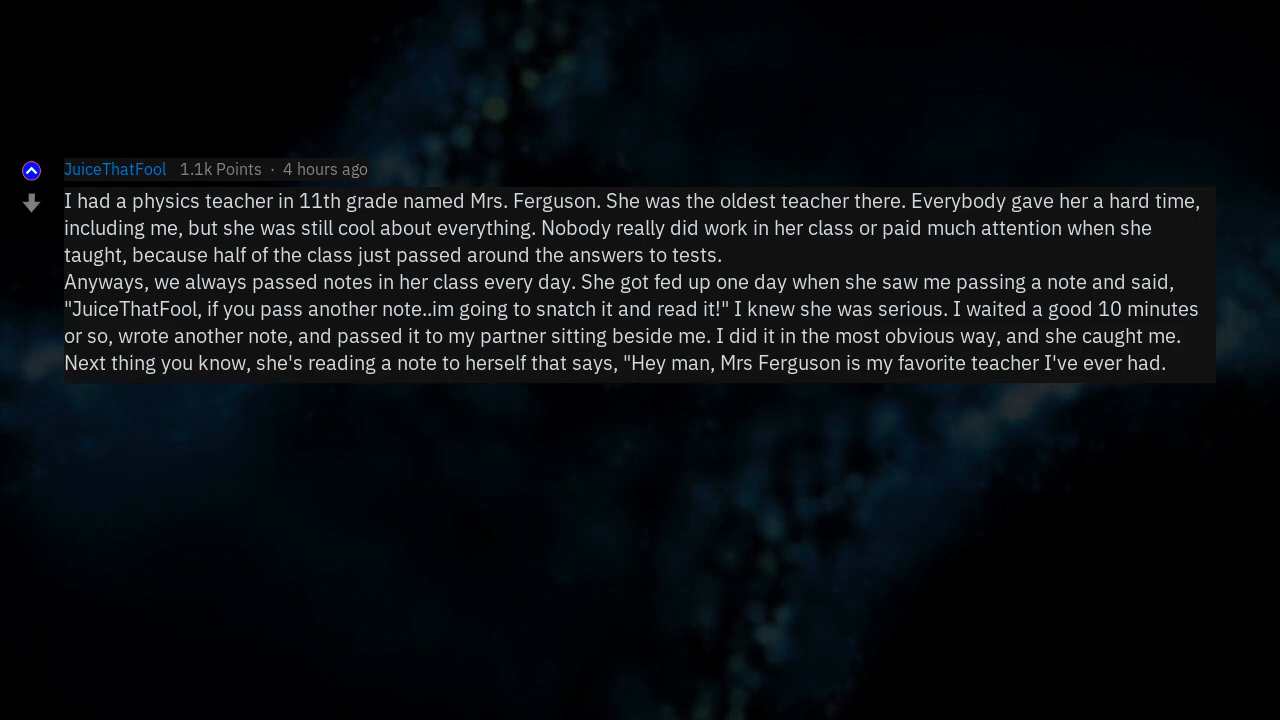 JuiceThatFool 1.1k Points · 4 hours ago
I had a physics teacher in 11th grade named Mrs. Ferguson. She was the oldest teacher there. Everybody gave her a hard time,
including me, but she was still cool about everything. Nobody really did work in her class or paid much attention when she
taught, because half of the class just passed around the answers to tests.
Anyways, we always passed notes in her class every day. She got fed up one day when she saw me passing a note and said,
"JuiceThatFool, if you pass another note..im going to snatch it and read it!" I knew she was serious. I waited a good 10 minutes
or so, wrote another note, and passed it to my partner sitting beside me. I did it in the most obvious way, and she caught me.
Next thing you know, she's reading a note to herself that says, "Hey man, Mrs Ferguson is my favorite teacher I've ever had.